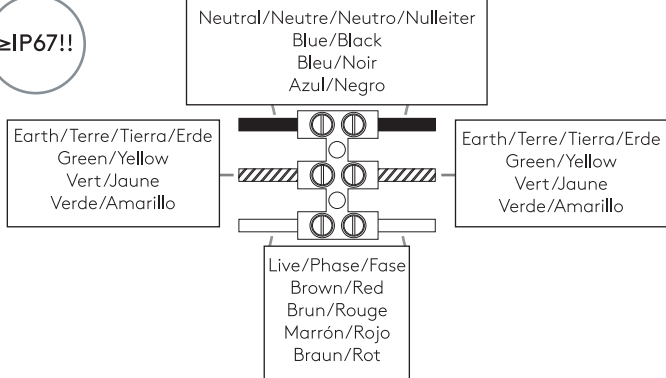 ≥IP67!!
Neutral/Neutre/Neutro/Nulleiter
Blue/Black
Bleu/Noir
Azul/Negro
Earth/Terre/Tierra/Erde
Green/Yellow
Vert/Jaune
Verde/Amarillo
Earth/Terre/Tierra/Erde
Green/Yellow
Vert/Jaune
Verde/Amarillo
Live/Phase/Fase
Brown/Red
Brun/Rouge
Marrón/Rojo
Braun/Rot